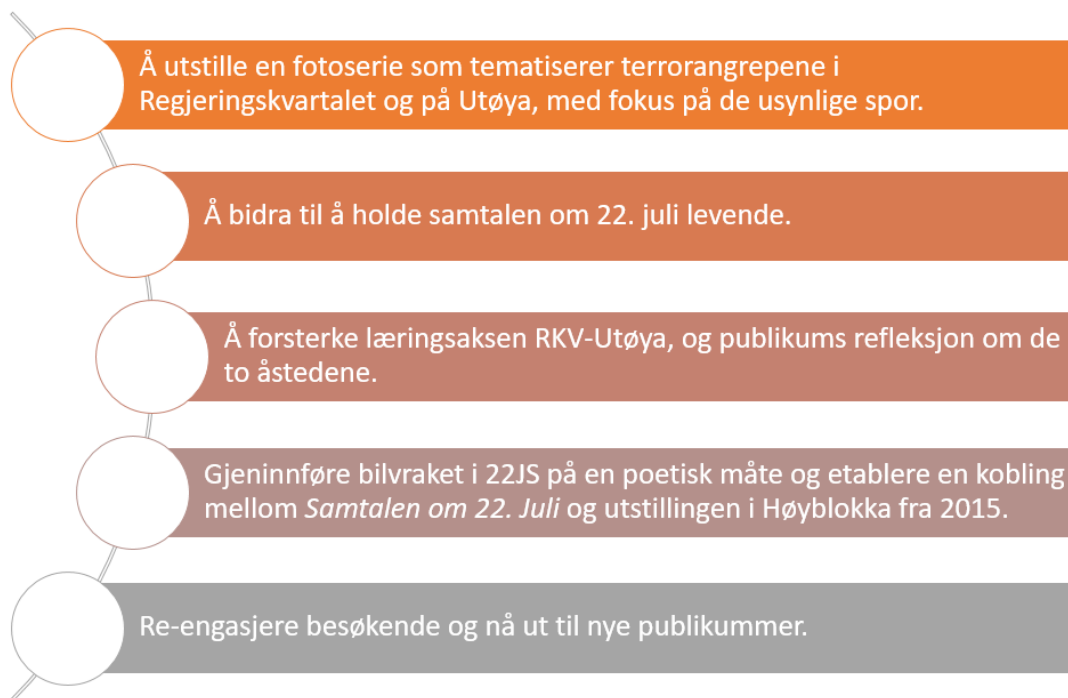 Å utstille en fotoserie som tematiserer terrorangrepene i
Regjeringskvartalet og på Utøya, med fokus på de usynlige spor.
Å bidra til å holde samtalen om 22. juli levende.
Å forsterke læringsaksen RKV-Utøya, og publikums refleksjon om de
to åstedene.
Gjeninnføre bilvraket i 22JS på en poetisk måte og etablere en kobling
mellom Samtalen om 22. Juli og utstillingen i Høyblokka fra 2015.
Re-engasjere besøkende og nå ut til nye publikummer.